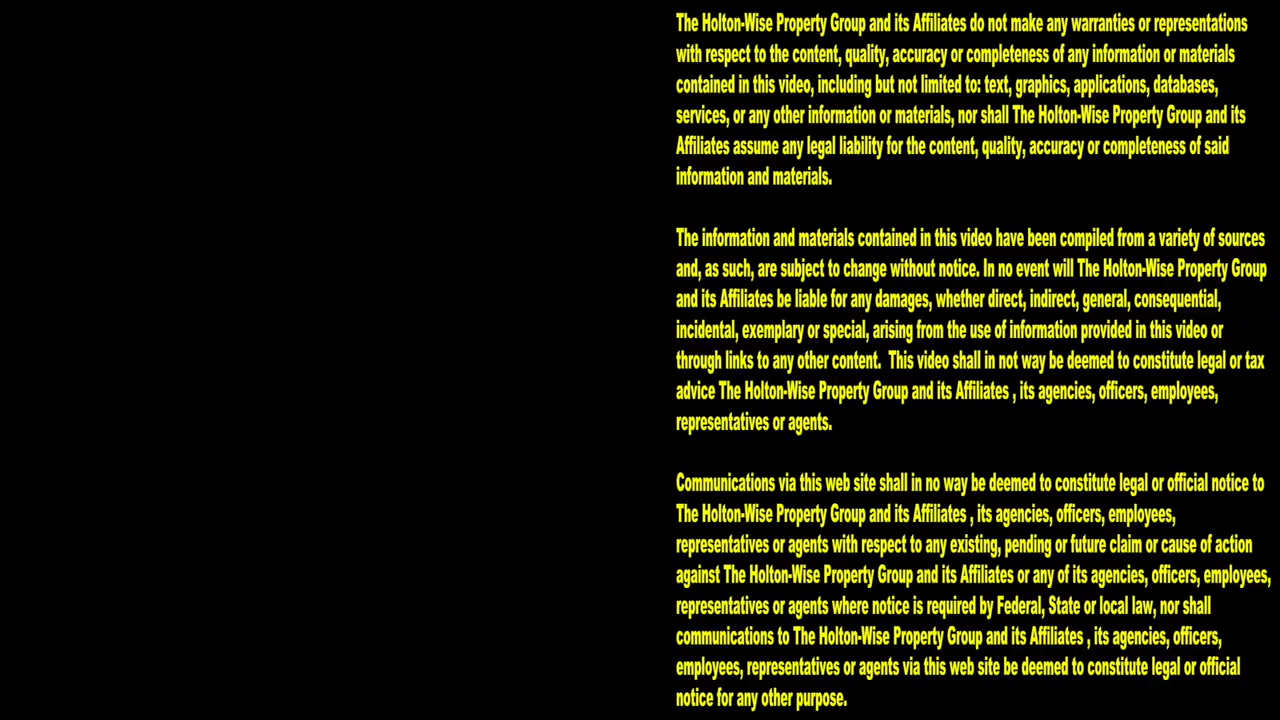 The Holton-Wise Property Group and its Affiliates do not make any warranties or representations
with respect to the content, quality, accuracy or completeness of any information or materials
contained in this video, including but not limited to: text, graphics, applications, databases,
services, or any other information or materials, nor shall The Holton-Wise Property Group and its
Affiliates assume any legal liability for the content, quality, accuracy or completeness of said
information and materials.
The information and materials contained in this video have been compiled from a variety of sources
and, as such, are subject to change without notice. In no event will The Holton-Wise Property Group
and its Affiliates be liable for any damages, whether direct, indirect, general, consequential,
incidental, exemplary or special, arising from the use of information provided in this video or
through links to any other content.  This video shall in not way be deemed to constitute legal or tax
advice The Holton-Wise Property Group and its Affiliates , its agencies, officers, employees,
representatives or agents.
Communications via this web site shall in no way be deemed to constitute legal or official notice to
The Holton-Wise Property Group and its Affiliates , its agencies, officers, employees,
representatives or agents with respect to any existing, pending or future claim or cause of action
against The Holton-Wise Property Group and its Affiliates or any of its agencies, officers, employees,
representatives or agents where notice is required by Federal, State or local law, nor shall
communications to The Holton-Wise Property Group and its Affiliates , its agencies, officers,
employees, representatives or agents via this web site be deemed to constitute legal or official
notice for any other purpose.